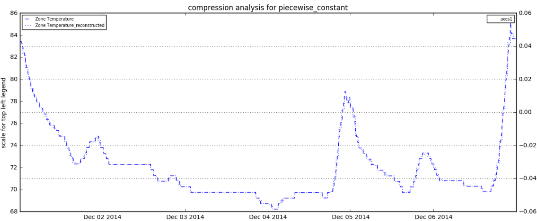 compression analysis for piecewise_constant
86
84
82
80
78
76
74
72
70
68
scale for top left legend
Zone Temperature
Zone Temperature_reconstructed
0.06
0.04
0.02
0.00
−0.02
−0.04
−0.06
Dec 02 2014
Dec 03 2014
Dec 04 2014
Dec 05 2014
Dec 06 2014